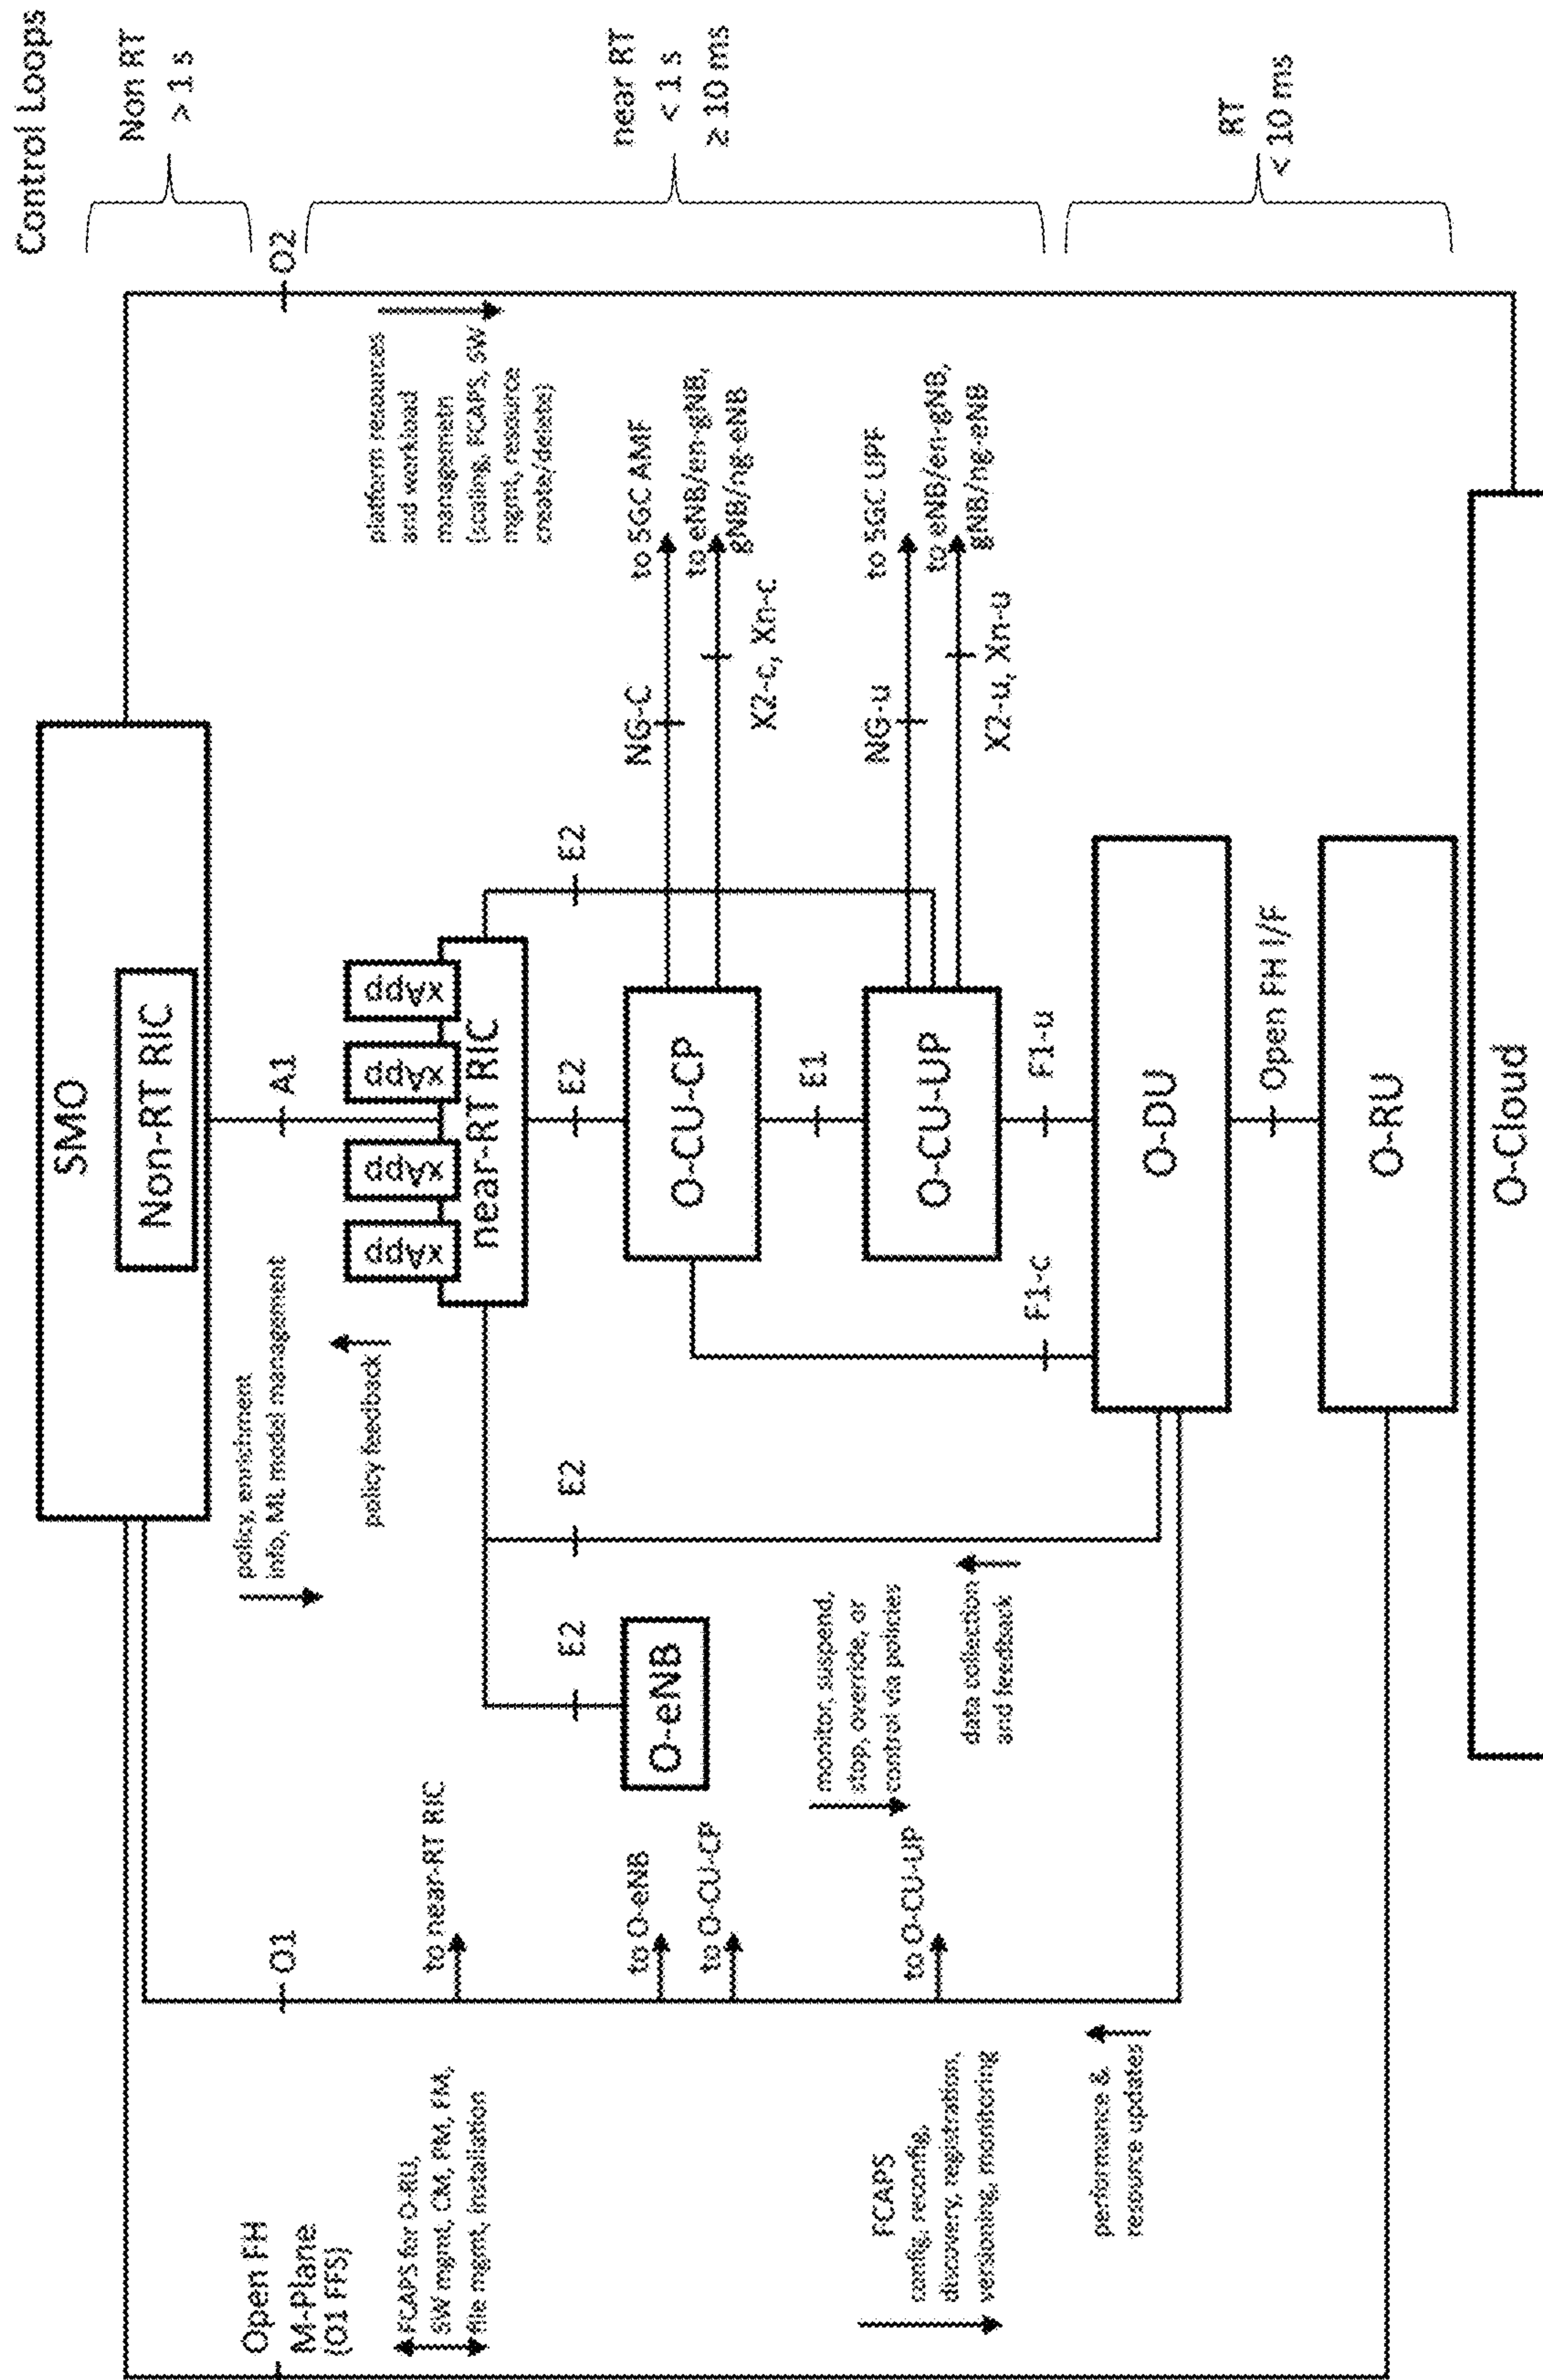 Control Loops
SMO
Non-RT RIC
Non RT
> 1 s
Open FH
M-Plane
(O1 FFS)
O1
policy, enrichment
info, ML model management
A1
O2
policy feedback
FCAPS for O-RU,
SW mgmt, CM, PM, FM,
file mgmt, installation
to near-RT RIC
xApp
xApp
xApp
xApp
near-RT RIC
platform resources
and workload
managemetn
(scaling, FCAPS, SW
mgmt, resource
create/delete)
near RT
< 1 s
≥ 10 ms
E2
E2
E2
E2
to O-eNB
to O-CU-CP
O-eNB
O-CU-CP
NG-C
to 5GC AMF
X2-c, Xn-c
to eNB/en-gNB,
gNB/ng-eNB
monitor, suspend,
stop, override, or
control via policies
E1
FCAPS
config, reconfig,
discovery, registration,
versioning, monitoring
to O-CU-UP
data collection
and feedback
O-CU-UP
NG-u
to 5GC UPF
X2-u, Xn-u
to eNB/en-gNB,
gNB/ng-eNB
F1-c
F1-u
performance &
resource updates
O-DU
RT
< 10 ms
Open FH I/F
O-RU
O-Cloud